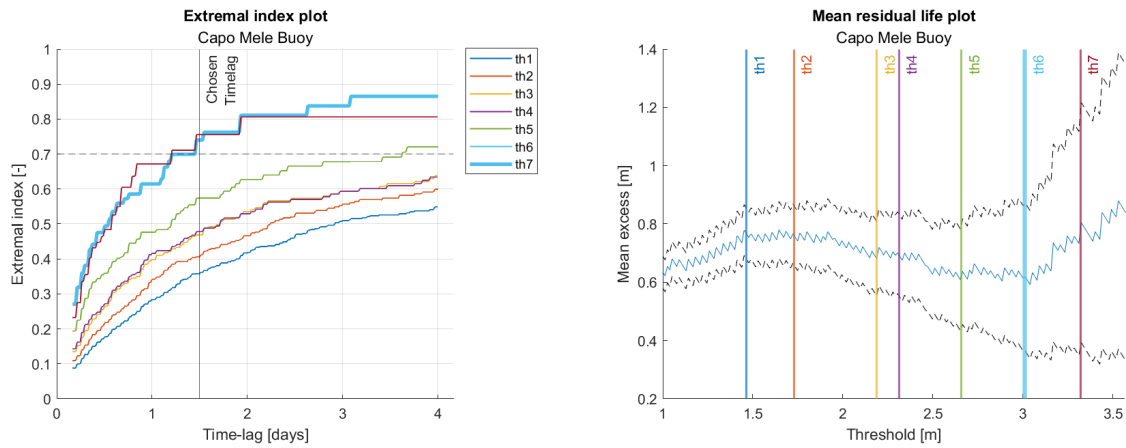 Extremal index plot
Capo Mele Buoy
Extremal index [-]
1
0.9
0.8
0.7
0.6
0.5
0.4
0.3
0.2
0.1
0
0
1
2
3
4
Time-lag [days]
Chosen
Timelag
th1
th2
th3
th4
th5
th6
th7
Mean residual life plot
Capo Mele Buoy
Mean excess [m]
1.4
1.2
1
0.8
0.6
0.4
0.2
1
1.5
2
2.5
3
3.5
Threshold [m]
th1
th2
th3
th4
th5
th6
th7